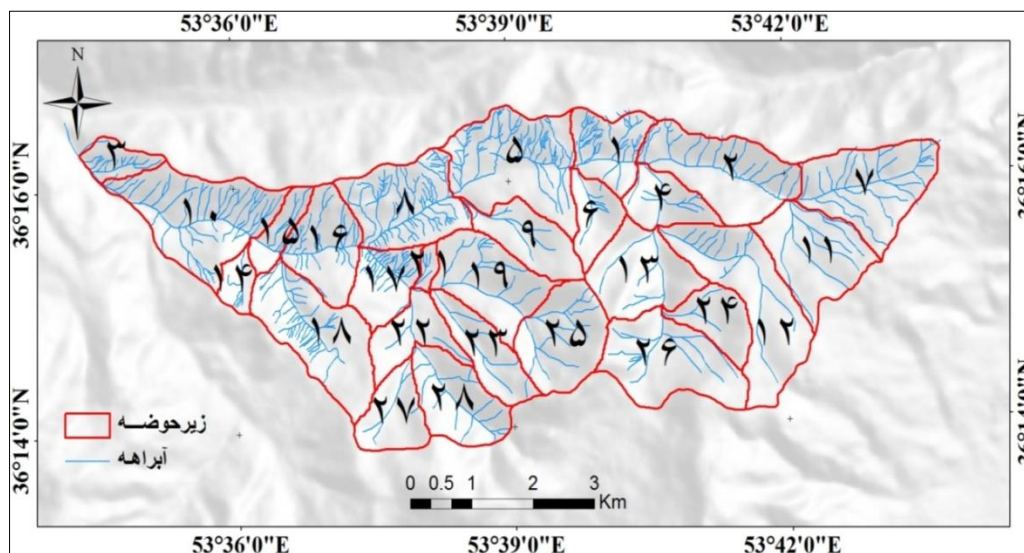 53°36'0"E 53°39'0"E 53°42'0"E
N
36°16'0"N
36°16'0"N
۳
۵
۱
۲
۷
۸
۴
۶
۱۰
۱۵
۱۶
۹
۱۱
۱۴
۱۷
۲۱
۱۹
۱۳
۱۸
۲۲
۲۳
۲۵
۲۴
۱۲
۲۶
۲۷
۲۸
36°14'0"N
36°14'0"N
زیرحوضه
آبراهه
0 0.5 1 2 3
Km
53°36'0"E 53°39'0"E 53°42'0"E